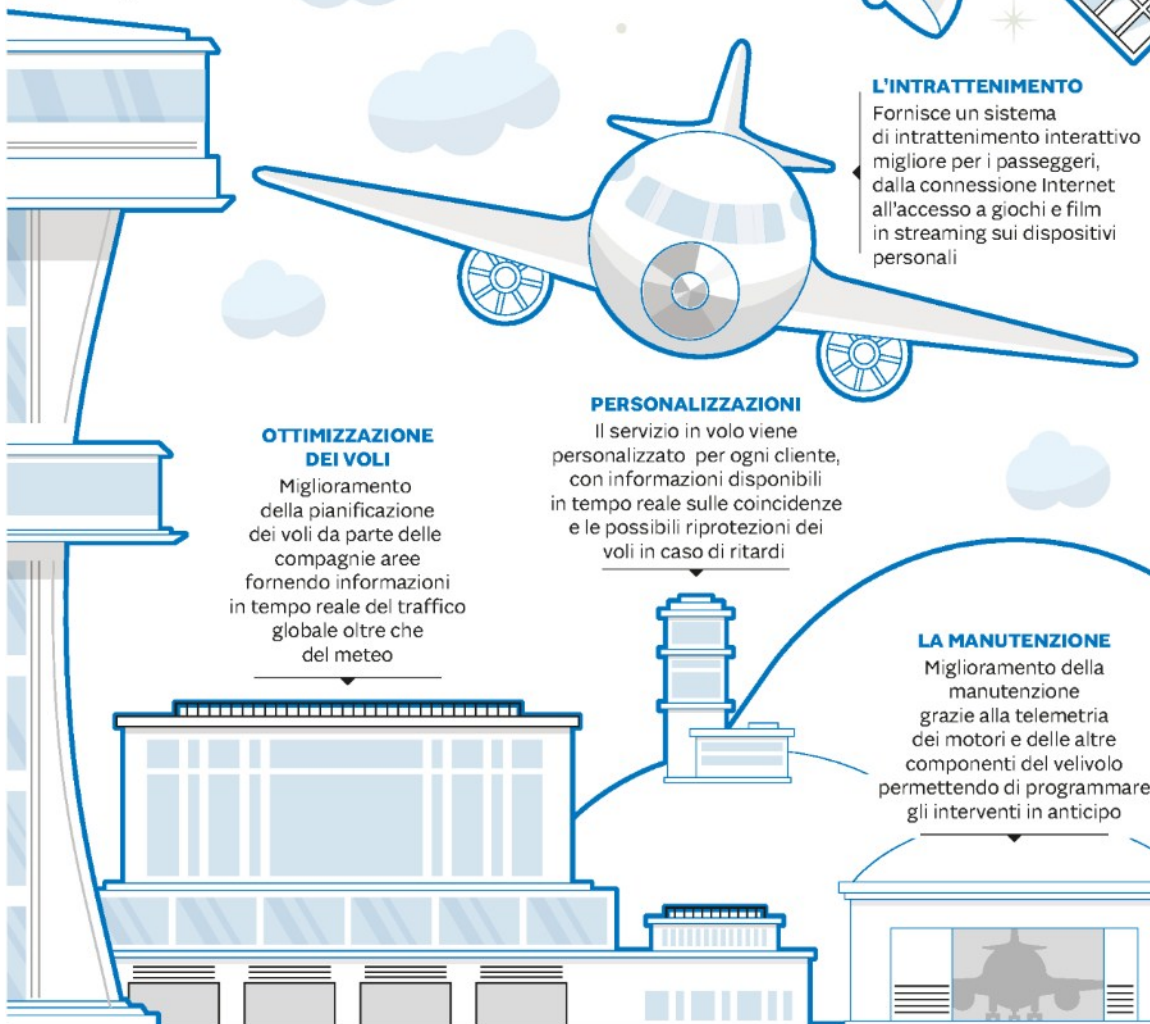 L'INTRATTENIMENTO
Fornisce un sistema
di intrattenimento interattivo
migliore per i passeggeri,
dalla connessione Internet
all'accesso a giochi e film
in streaming sui dispositivi
personali
PERSONALIZZAZIONI
Il servizio in volo viene
personalizzato per ogni cliente,
con informazioni disponibili
in tempo reale sulle coincidenze
e le possibili riprotezioni dei
voli in caso di ritardi
OTTIMIZZAZIONE
DEI VOLI
Miglioramento
della pianificazione
dei voli da parte delle
compagnie aree
fornendo informazioni
in tempo reale del traffico
globale oltre che
del meteo
LA MANUTENZIONE
Miglioramento della
manutenzione
grazie alla telemetria
dei motori e delle altre
componenti del velivolo
permettendo di programmare
gli interventi in anticipo